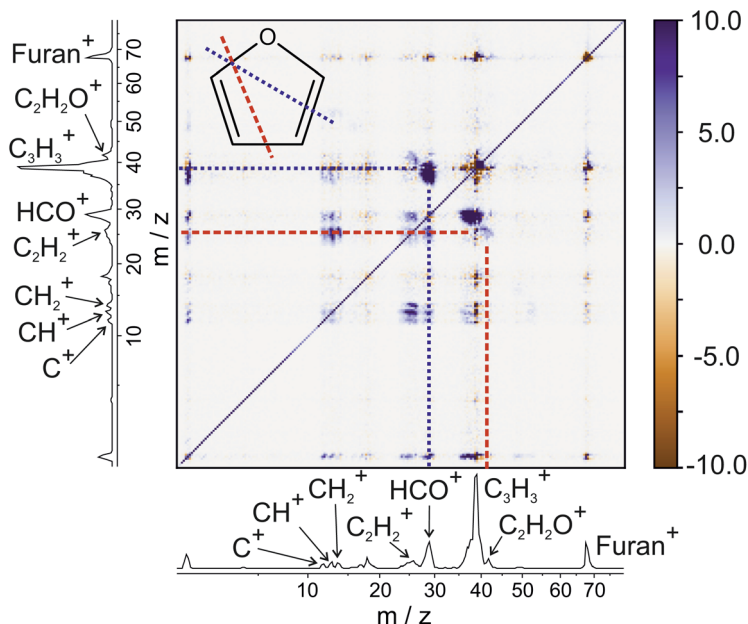 Furan⁺
C₂H₂O⁺
C₃H₃⁺
HCO⁺
C₂H₂⁺
CH₂⁺
CH⁺
C⁺
70
60
50
40
30
20
10
m / z
O
10.0
5.0
0.0
-5.0
-10.0
C⁺
CH⁺
CH₂⁺
C₂H₂⁺
HCO⁺
C₃H₃⁺
C₂H₂O⁺
Furan⁺
10 20 30 40 50 60 70
m / z